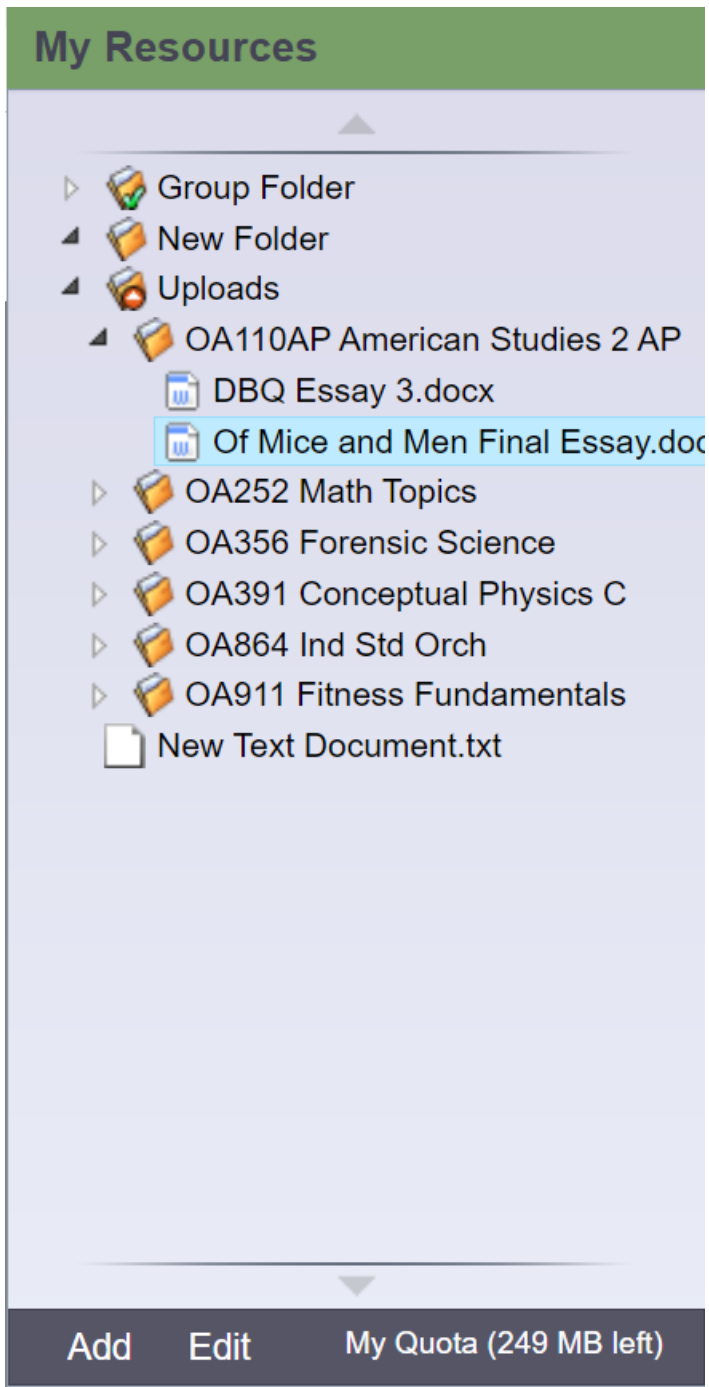 My Resources
Group Folder
New Folder
Uploads
OA110AP American Studies 2 AP
DBQ Essay 3.docx
Of Mice and Men Final Essay.doc
OA252 Math Topics
OA356 Forensic Science
OA391 Conceptual Physics C
OA864 Ind Std Orch
OA911 Fitness Fundamentals
New Text Document.txt
Add Edit My Quota (249 MB left)